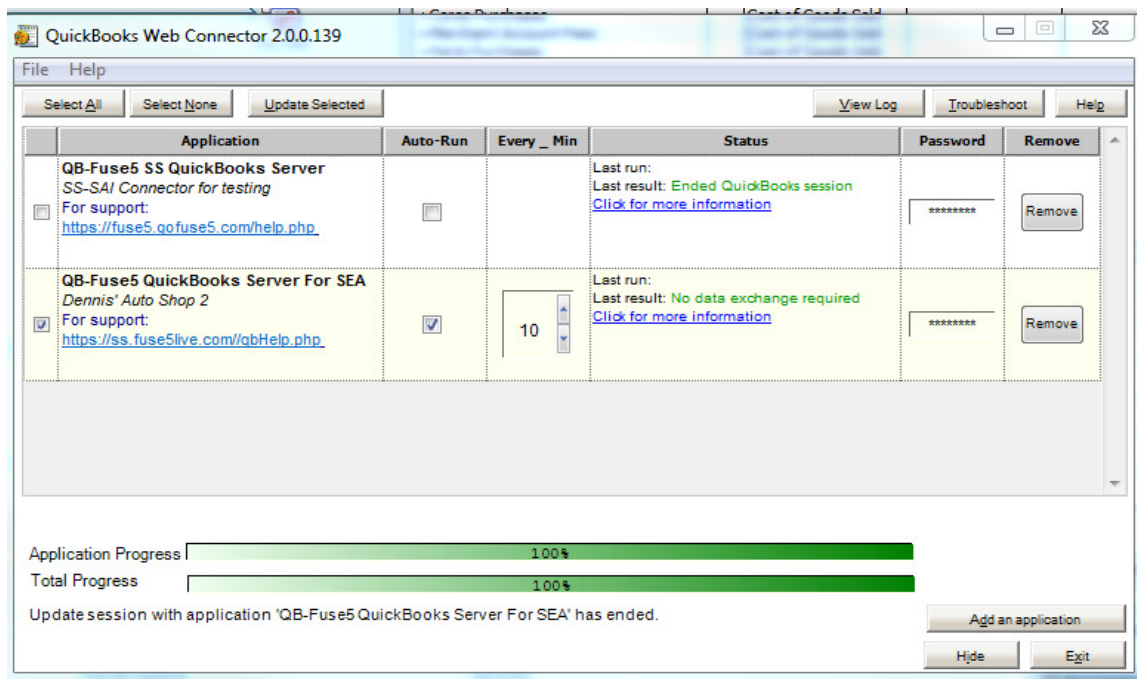 Cost of Goods Sold
QuickBooks Web Connector 2.0.0.139
File Help
Select All Select None Update Selected View Log Troubleshoot Help
Application Auto-Run Every _ Min Status Password Remove
QB-Fuse5 SS QuickBooks Server
SS-SAI Connector for testing
For support:
https://fuse5.gofuse5.com/help.php
Last run:
Last result: Ended QuickBooks session
Click for more information
********
Remove
QB-Fuse5 QuickBooks Server For SEA
Dennis' Auto Shop 2
For support:
https://ss.fuse5live.com//qbHelp.php
10
Last run:
Last result: No data exchange required
Click for more information
********
Remove
Application Progress 100%
Total Progress 100%
Update session with application 'QB-Fuse5 QuickBooks Server For SEA' has ended.
Add an application
Hide Exit